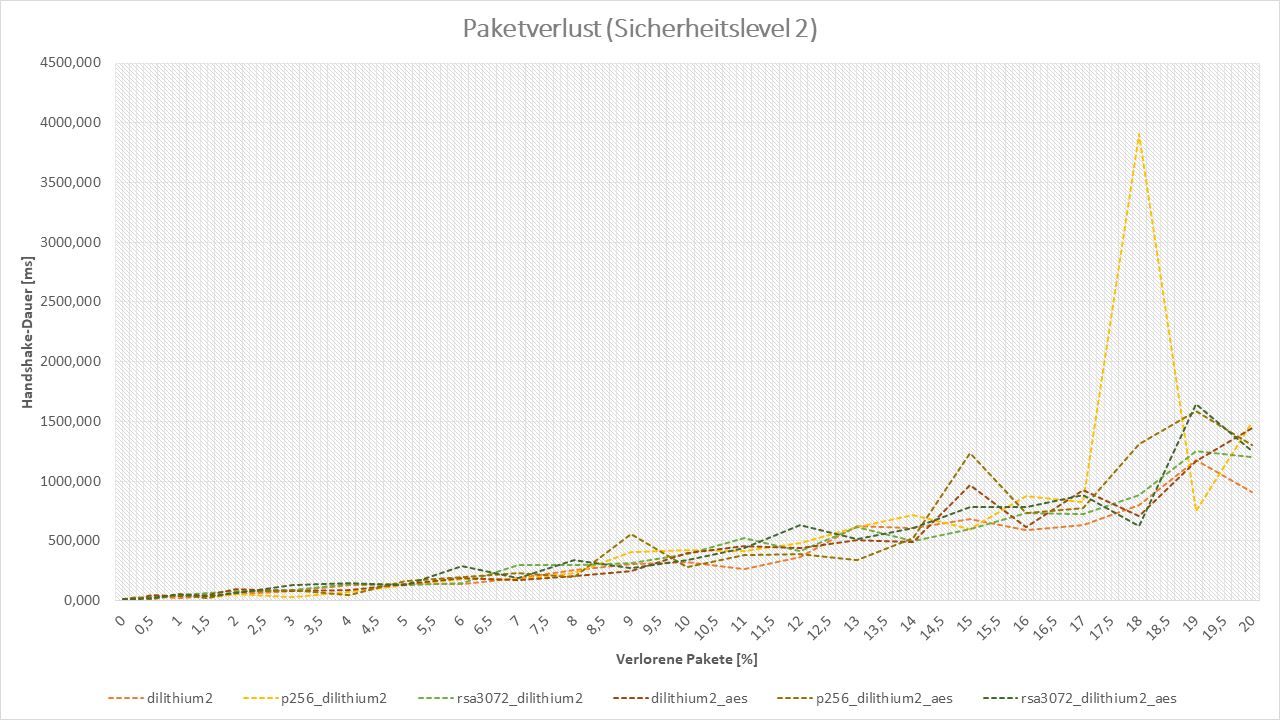 Paketverlust (Sicherheitslevel 2)
4500,000
4000,000
3500,000
3000,000
2500,000
2000,000
1500,000
1000,000
500,000
0,000
Handshake-Dauer [ms]
0 0,5 1 1,5 2 2,5 3 3,5 4 4,5 5 5,5 6 6,5 7 7,5 8 8,5 9 9,5 10 10,5 11 11,5 12 12,5 13 13,5 14 14,5 15 15,5 16 16,5 17 17,5 18 18,5 19 19,5 20
Verlorene Pakete [%]
dilithium2 p256_dilithium2 rsa3072_dilithium2 dilithium2_aes p256_dilithium2_aes rsa3072_dilithium2_aes